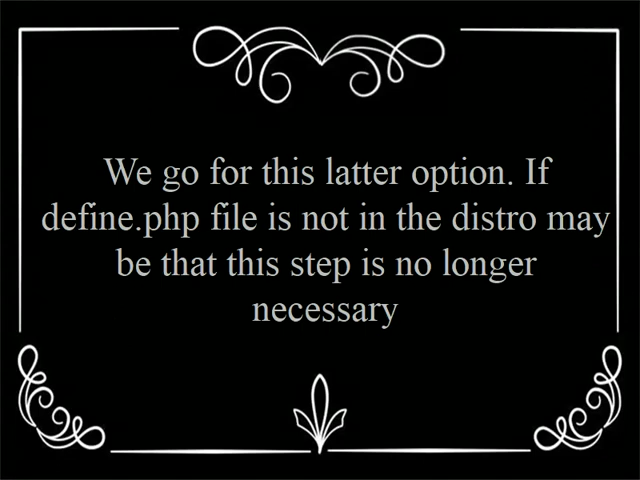 We go for this latter option. If
define.php file is not in the distro may
be that this step is no longer
necessary